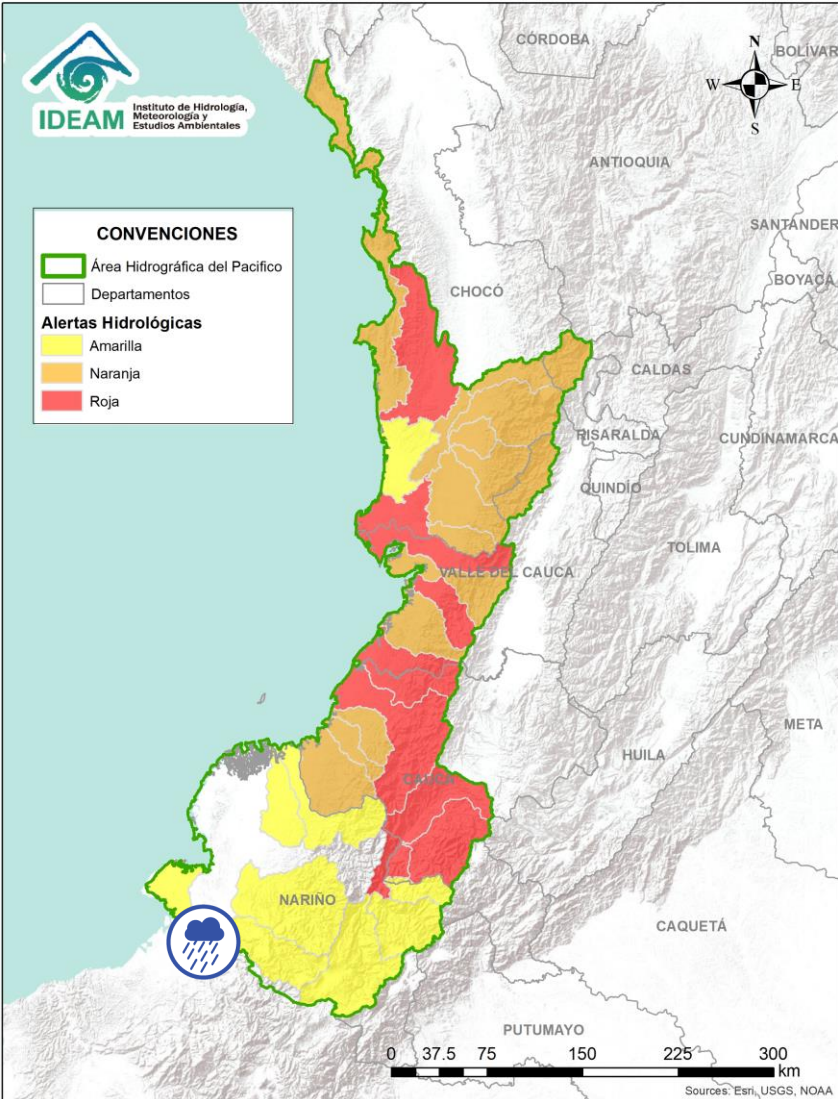 IDEAM
Instituto de Hidrología,
Meteorología y
Estudios Ambientales
N
W
E
S
CÓRDOBA
BOLÍVAR
ANTIOQUIA
SANTANDER
BOYACÁ
CHOCÓ
CALDAS
RISARALDA
CUNDINAMARCA
QUINDÍO
TOLIMA
VALLE DEL CAUCA
META
HUILA
CAUCA
NARIÑO
CAQUETÁ
PUTUMAYO
CONVENCIONES
Área Hidrográfica del Pacifico
Departamentos
Alertas Hidrológicas
Amarilla
Naranja
Roja
0 37.5 75 150 225 300
km
Sources: Esri, USGS, NOAA